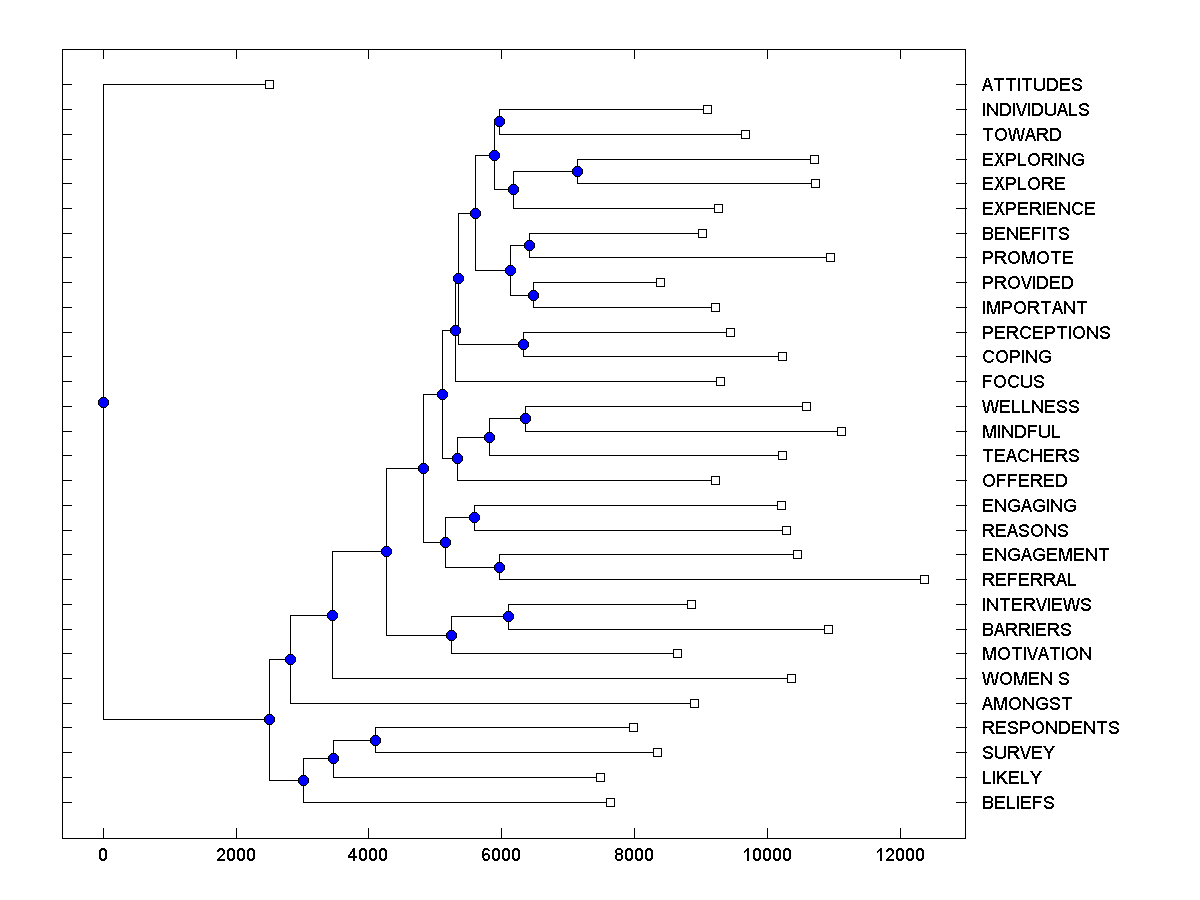 ATTITUDES
INDIVIDUALS
TOWARD
EXPLORING
EXPLORE
EXPERIENCE
BENEFITS
PROMOTE
PROVIDED
IMPORTANT
PERCEPTIONS
COPING
FOCUS
WELLNESS
MINDFUL
TEACHERS
OFFERED
ENGAGING
REASONS
ENGAGEMENT
REFERRAL
INTERVIEWS
BARRIERS
MOTIVATION
WOMEN S
AMONGST
RESPONDENTS
SURVEY
LIKELY
BELIEFS
0 2000 4000 6000 8000 10000 12000